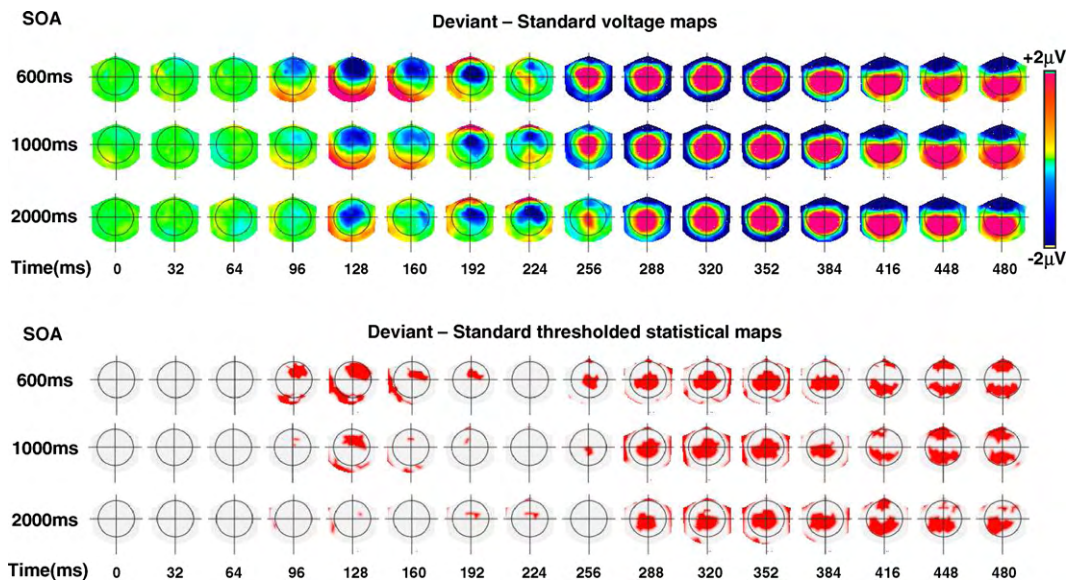 SOA
Deviant – Standard voltage maps
+2μV
600ms
1000ms
2000ms
-2μV
Time(ms) 0 32 64 96 128 160 192 224 256 288 320 352 384 416 448 480
SOA
Deviant – Standard thresholded statistical maps
600ms
1000ms
2000ms
Time(ms) 0 32 64 96 128 160 192 224 256 288 320 352 384 416 448 480